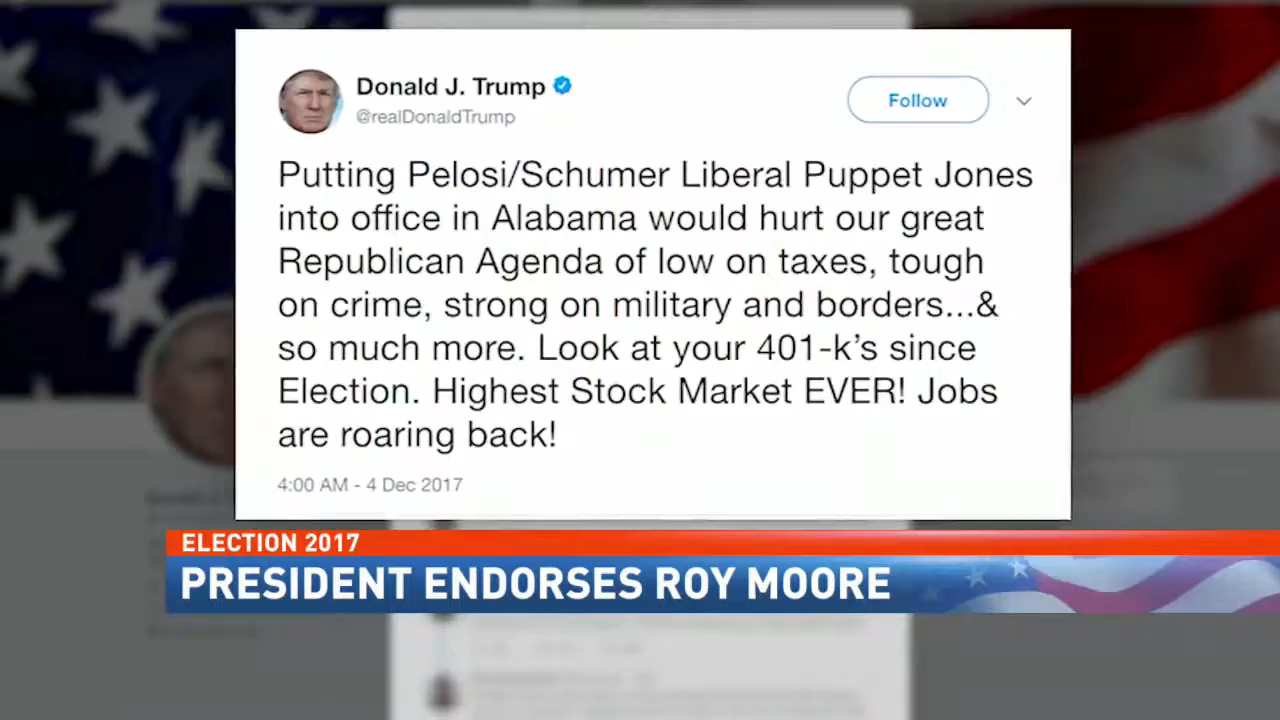 Donald J. Trump
@realDonaldTrump
Follow
Putting Pelosi/Schumer Liberal Puppet Jones
into office in Alabama would hurt our great
Republican Agenda of low on taxes, tough
on crime, strong on military and borders...&
so much more. Look at your 401-k’s since
Election. Highest Stock Market EVER! Jobs
are roaring back!
4:00 AM - 4 Dec 2017
ELECTION 2017
PRESIDENT ENDORSES ROY MOORE